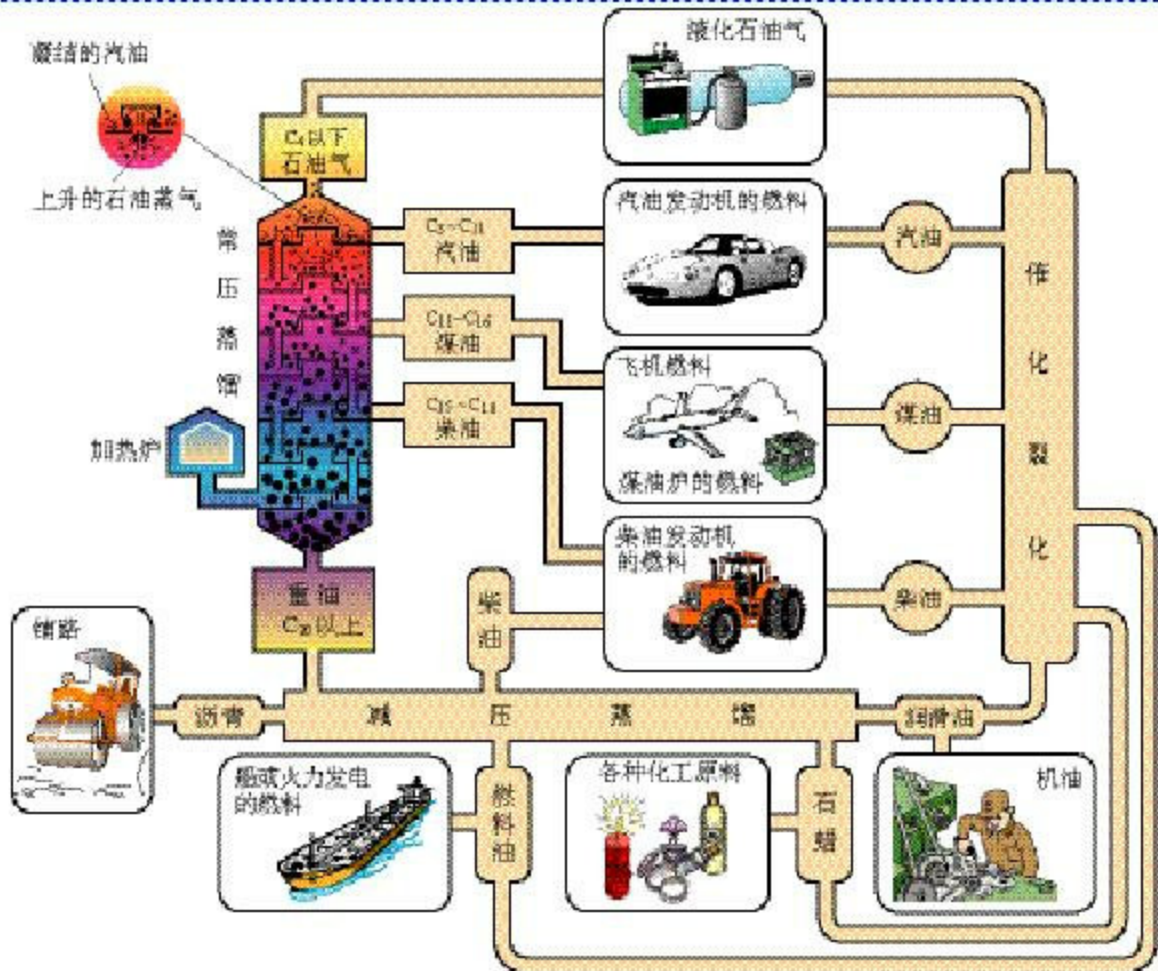 凝结的汽油
上升的石油蒸气
C₄以下
石油气
液化石油气
常
压
蒸
馏
C₅~C₁₁
汽油
汽油发动机的燃料
汽油
煤油
飞机燃料
煤油炉的燃料
煤油
柴油
柴油发动机
的燃料
柴油
催
化
裂
化
加热炉
重油
C₂₀以上
柴
油
铺路
沥青
减 压 蒸 馏
润滑油
船或火力发电
的燃料
燃
料
油
各种化工原料
石
蜡
机油